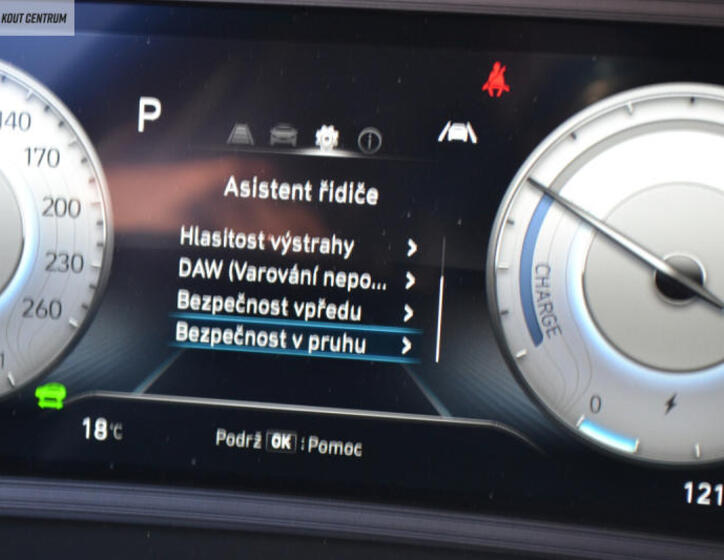 KOUT CENTRUM
P
140
170
200
230
260
Asistent řidiče
Hlasitost výstrahy
DAW (Varování nepo...
Bezpečnost vpředu
Bezpečnost v pruhu
CHARGE
0
18°C
Podrž OK : Pomoc
121